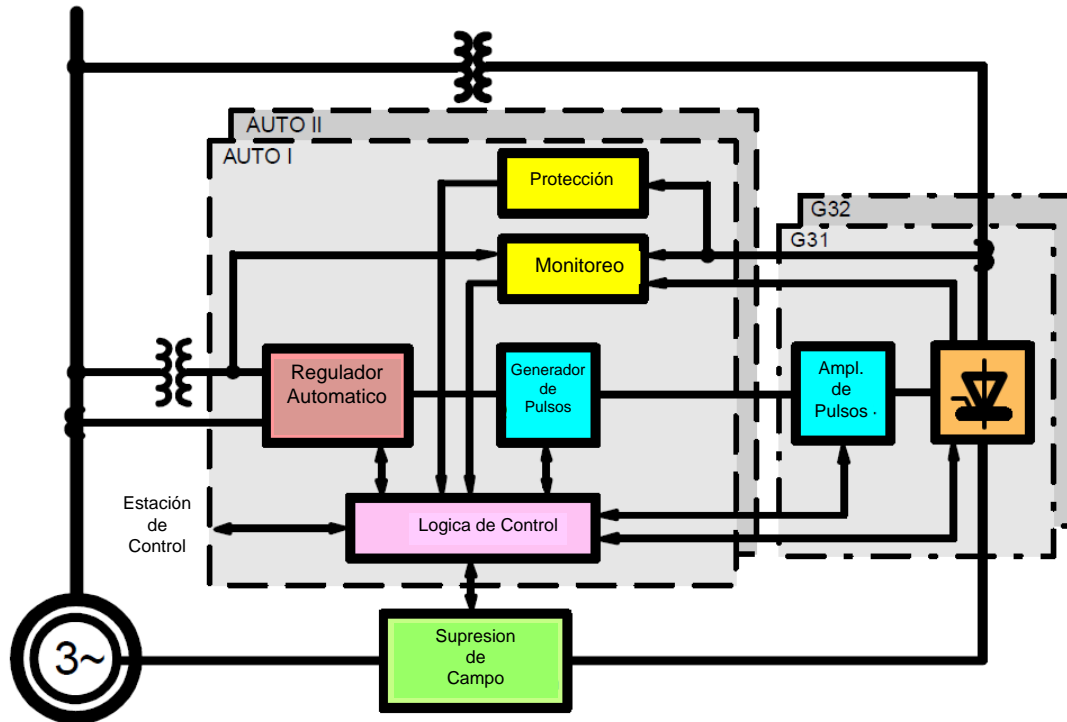 AUTO II
AUTO I
Protección
G32
G31
Monitoreo
Regulador
Automatico
Generador
de
Pulsos
Ampl.
de
Pulsos .
Estación
de
Control
Logica de Control
Supresion
de
Campo
3~